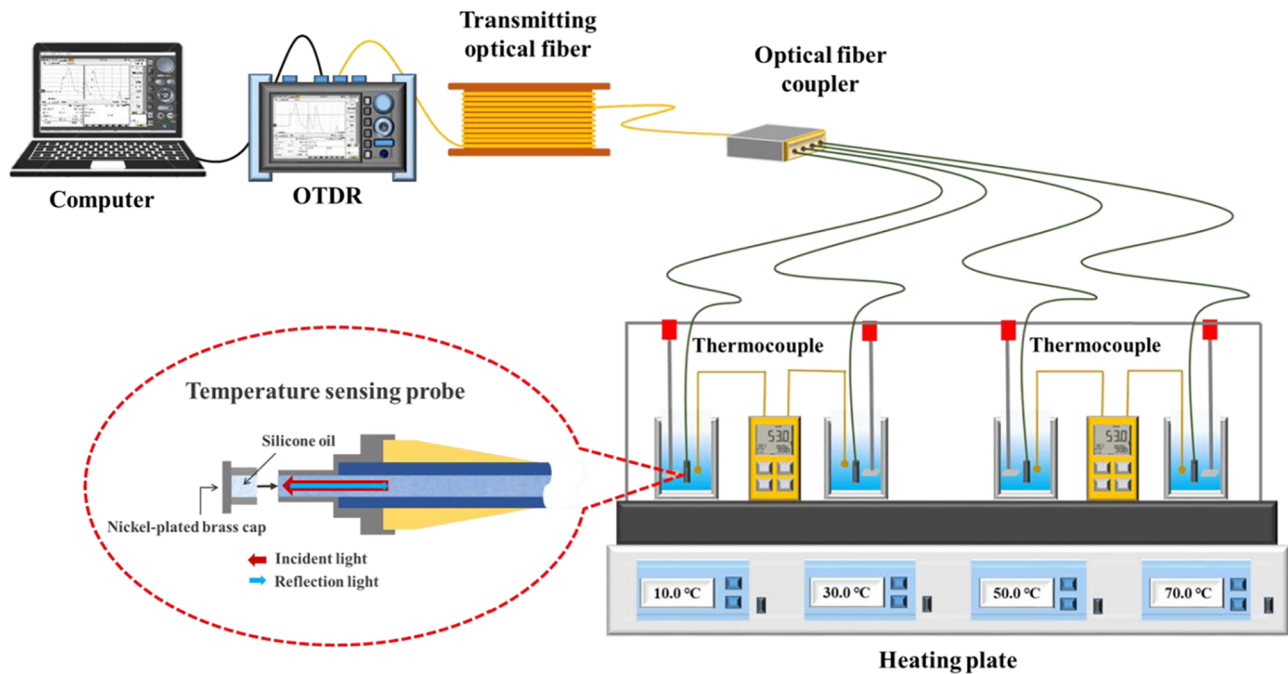 Transmitting
optical fiber
Optical fiber
coupler
Computer
OTDR
Thermocouple
Thermocouple
53.0
53.0
Temperature sensing probe
Silicone oil
Nickel-plated brass cap
Incident light
Reflection light
10.0 ℃
30.0 ℃
50.0 ℃
70.0 ℃
Heating plate